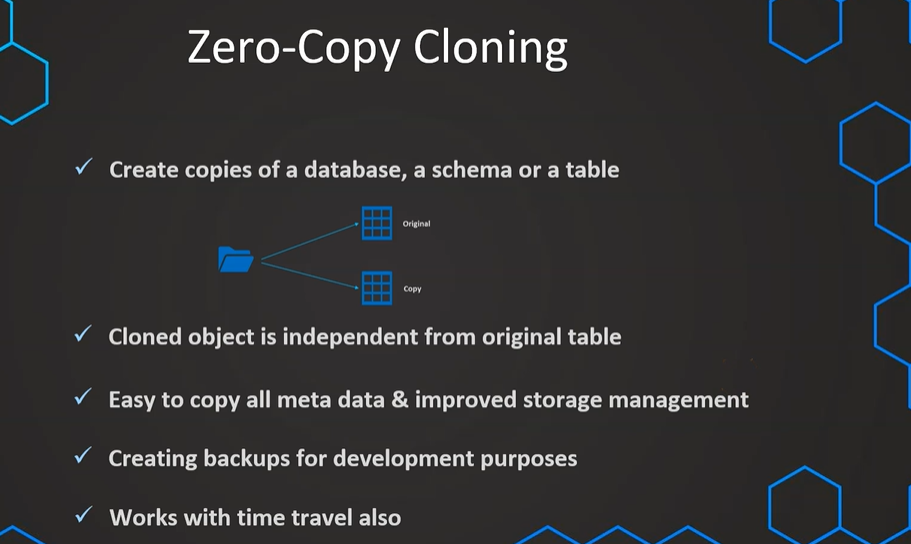 Zero-Copy Cloning
Create copies of a database, a schema or a table
Original
Copy
Cloned object is independent from original table
Easy to copy all meta data & improved storage management
Creating backups for development purposes
Works with time travel also